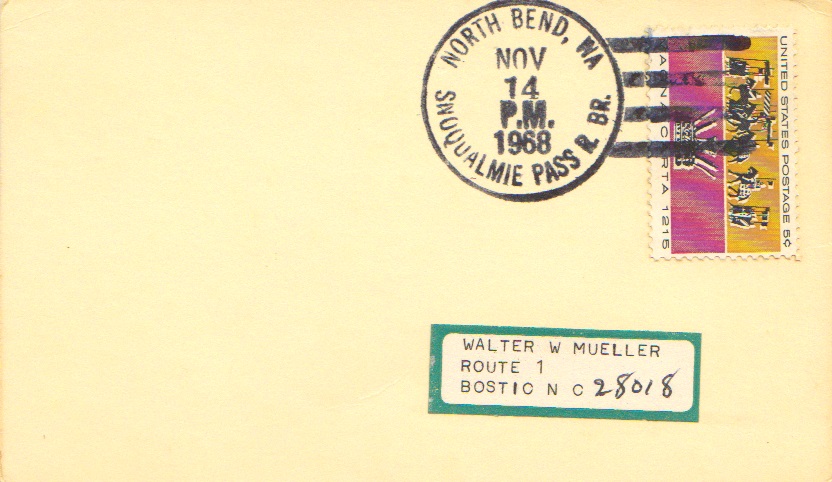 NORTH BEND, WA
NOV
14
P.M.
1968
SNOQUALMIE PASS R. BR.
UNITED STATES POSTAGE 5¢
MAGNA CARTA 1215
WALTER W MUELLER
ROUTE 1
BOSTIC N C 28018